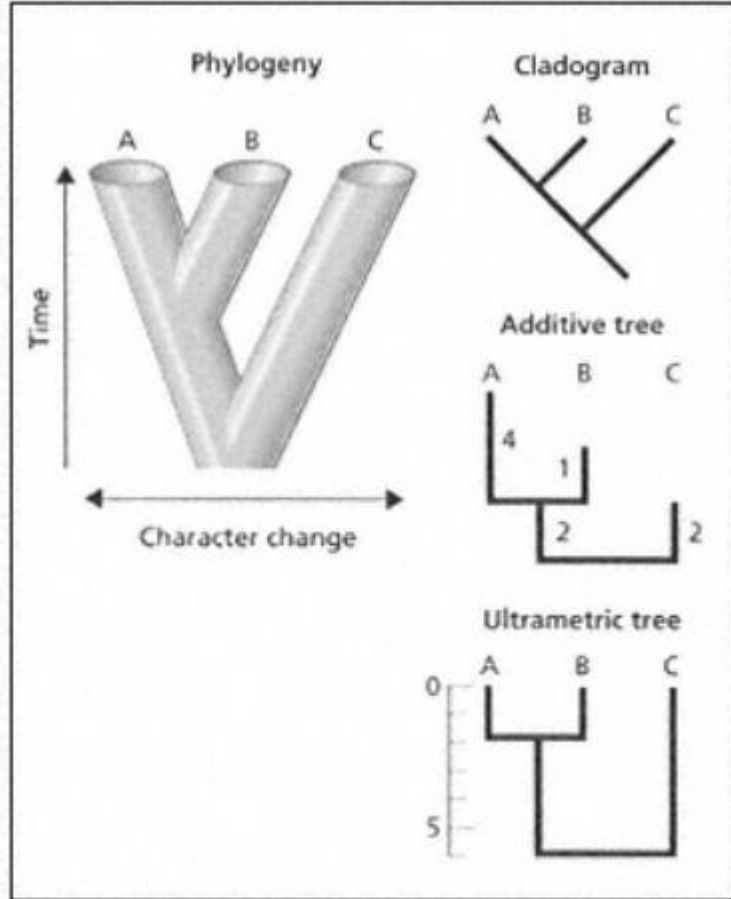 Phylogeny
A B C
Time
Character change
Cladogram
A B C
Additive tree
A B C
4
1
2 2
Ultrametric tree
A B C
0
5